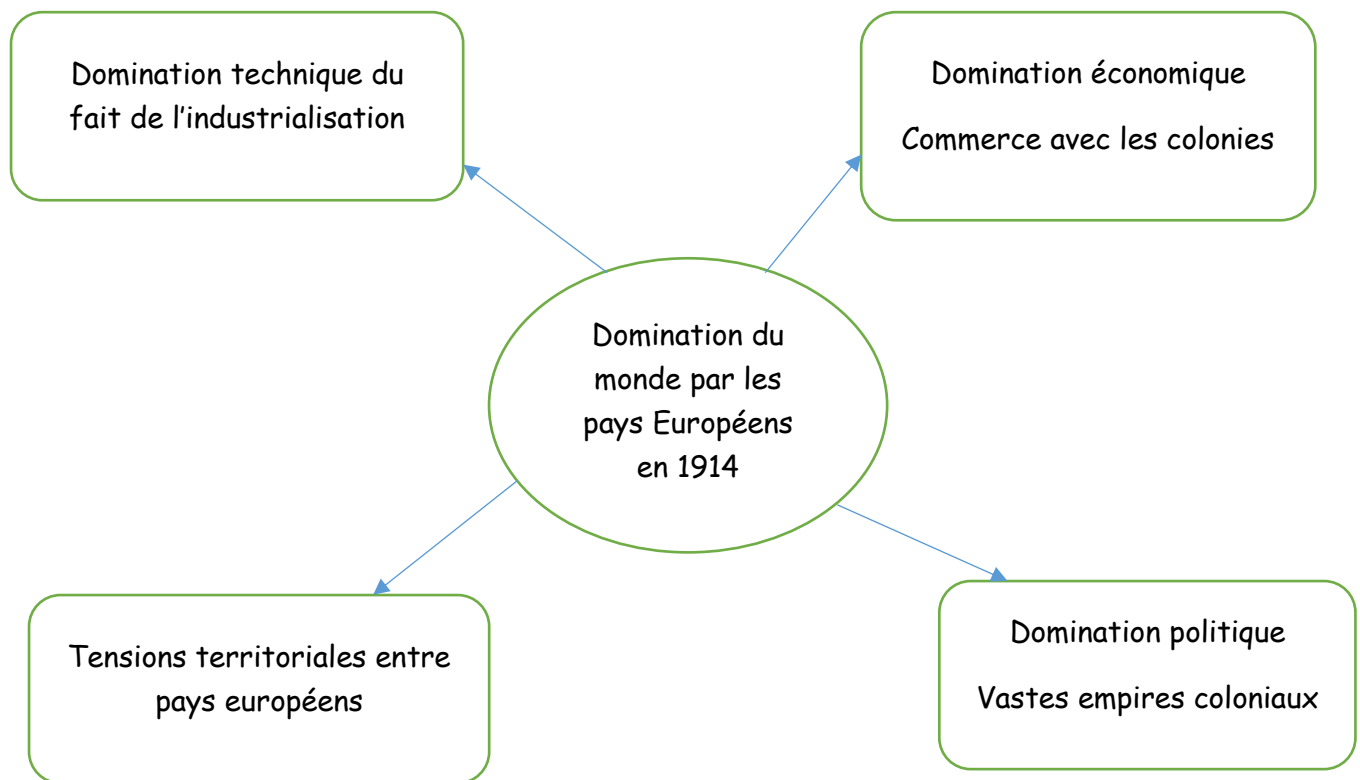 Domination technique du
fait de l'industrialisation
Domination économique
Commerce avec les colonies
Domination du
monde par les
pays Européens
en 1914
Tensions territoriales entre
pays européens
Domination politique
Vastes empires coloniaux